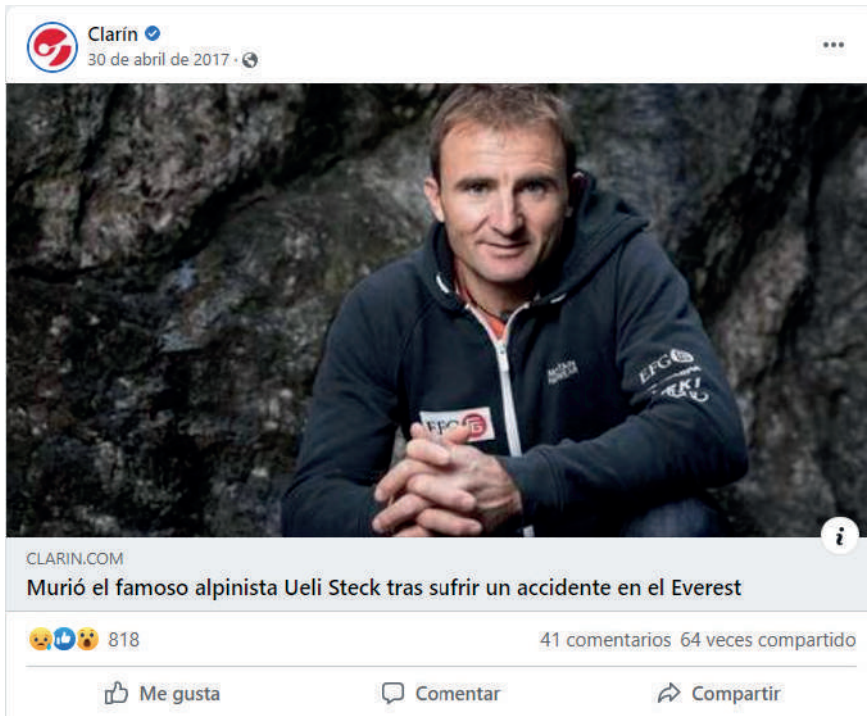 Clarín
30 de abril de 2017 ·
EFG
EFG
CLARIN.COM
Murió el famoso alpinista Ueli Steck tras sufrir un accidente en el Everest
818
41 comentarios 64 veces compartido
Me gusta
Comentar
Compartir